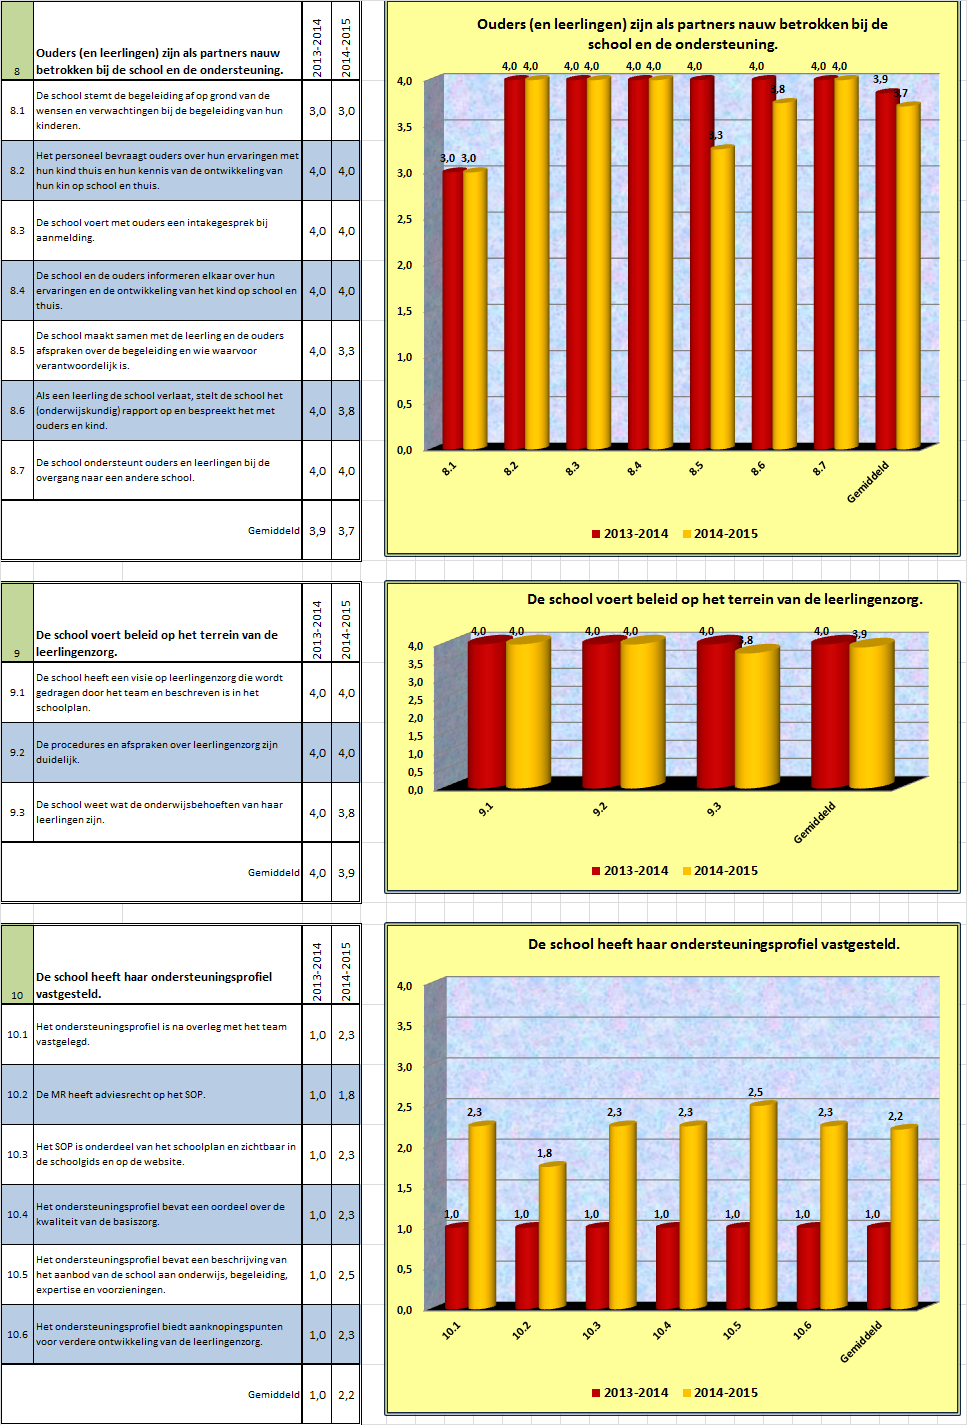 8
Ouders (en leerlingen) zijn als partners nauw
betrokken bij de school en de ondersteuning.
2013-2014
2014-2015
8.1
De school stemt de begeleiding af op grond van de
wensen en verwachtingen bij de begeleiding van hun
kinderen.
3,0 3,0
8.2
Het personeel bevraagt ouders over hun ervaringen met
hun kind thuis en hun kennis van de ontwikkeling van
hun kin op school en thuis.
4,0 4,0
8.3
De school voert met ouders een intakegesprek bij
aanmelding.
4,0 4,0
8.4
De school en de ouders informeren elkaar over hun
ervaringen en de ontwikkeling van het kind op school en
thuis.
4,0 4,0
8.5
De school maakt samen met de leerling en de ouders
afspraken over de begeleiding en wie waarvoor
verantwoordelijk is.
4,0 3,3
8.6
Als een leerling de school verlaat, stelt de school het
(onderwijskundig) rapport op en bespreekt het met
ouders en kind.
4,0 3,8
8.7
De school ondersteunt ouders en leerlingen bij de
overgang naar een andere school.
4,0 4,0
Gemiddeld 3,9 3,7
Ouders (en leerlingen) zijn als partners nauw betrokken bij de
school en de ondersteuning.
4,0 4,0 4,0 4,0 4,0 4,0 4,0 4,0 4,0 4,0
3,9
3,8
3,7
3,3
3,0 3,0
4,0
3,5
3,0
2,5
2,0
1,5
1,0
0,5
0,0
8.1 8.2 8.3 8.4 8.5 8.6 8.7 Gemiddeld
2013-2014 2014-2015
9
De school voert beleid op het terrein van de
leerlingenzorg.
2013-2014
2014-2015
9.1
De school heeft een visie op leerlingenzorg die wordt
gedragen door het team en beschreven is in het
schoolplan.
4,0 4,0
9.2
De procedures en afspraken over leerlingenzorg zijn
duidelijk.
4,0 4,0
9.3
De school weet wat de onderwijsbehoeften van haar
leerlingen zijn.
4,0 3,8
Gemiddeld 4,0 3,9
De school voert beleid op het terrein van de leerlingenzorg.
4,0 4,0 4,0 4,0 4,0 3,8 4,0 3,9
4,0
3,5
3,0
2,5
2,0
1,5
1,0
0,5
0,0
9.1 9.2 9.3 Gemiddeld
2013-2014 2014-2015
10
De school heeft haar ondersteuningsprofiel
vastgesteld.
2013-2014
2014-2015
10.1
Het ondersteuningsprofiel is na overleg met het team
vastgelegd.
1,0 2,3
10.2
De MR heeft adviesrecht op het SOP.
1,0 1,8
10.3
Het SOP is onderdeel van het schoolplan en zichtbaar in
de schoolgids en op de website.
1,0 2,3
10.4
Het ondersteuningsprofiel bevat een oordeel over de
kwaliteit van de basiszorg.
1,0 2,3
10.5
Het ondersteuningsprofiel bevat een beschrijving van
het aanbod van de school aan onderwijs, begeleiding,
expertise en voorzieningen.
1,0 2,5
10.6
Het ondersteuningsprofiel biedt aanknopingspunten
voor verdere ontwikkeling van de leerlingenzorg.
1,0 2,3
Gemiddeld 1,0 2,2
De school heeft haar ondersteuningsprofiel vastgesteld.
2,3 1,8 2,3 2,3 2,5 2,3 2,2
1,0 1,0 1,0 1,0 1,0 1,0 1,0
4,0
3,5
3,0
2,5
2,0
1,5
1,0
0,5
0,0
10.1 10.2 10.3 10.4 10.5 10.6 Gemiddeld
2013-2014 2014-2015